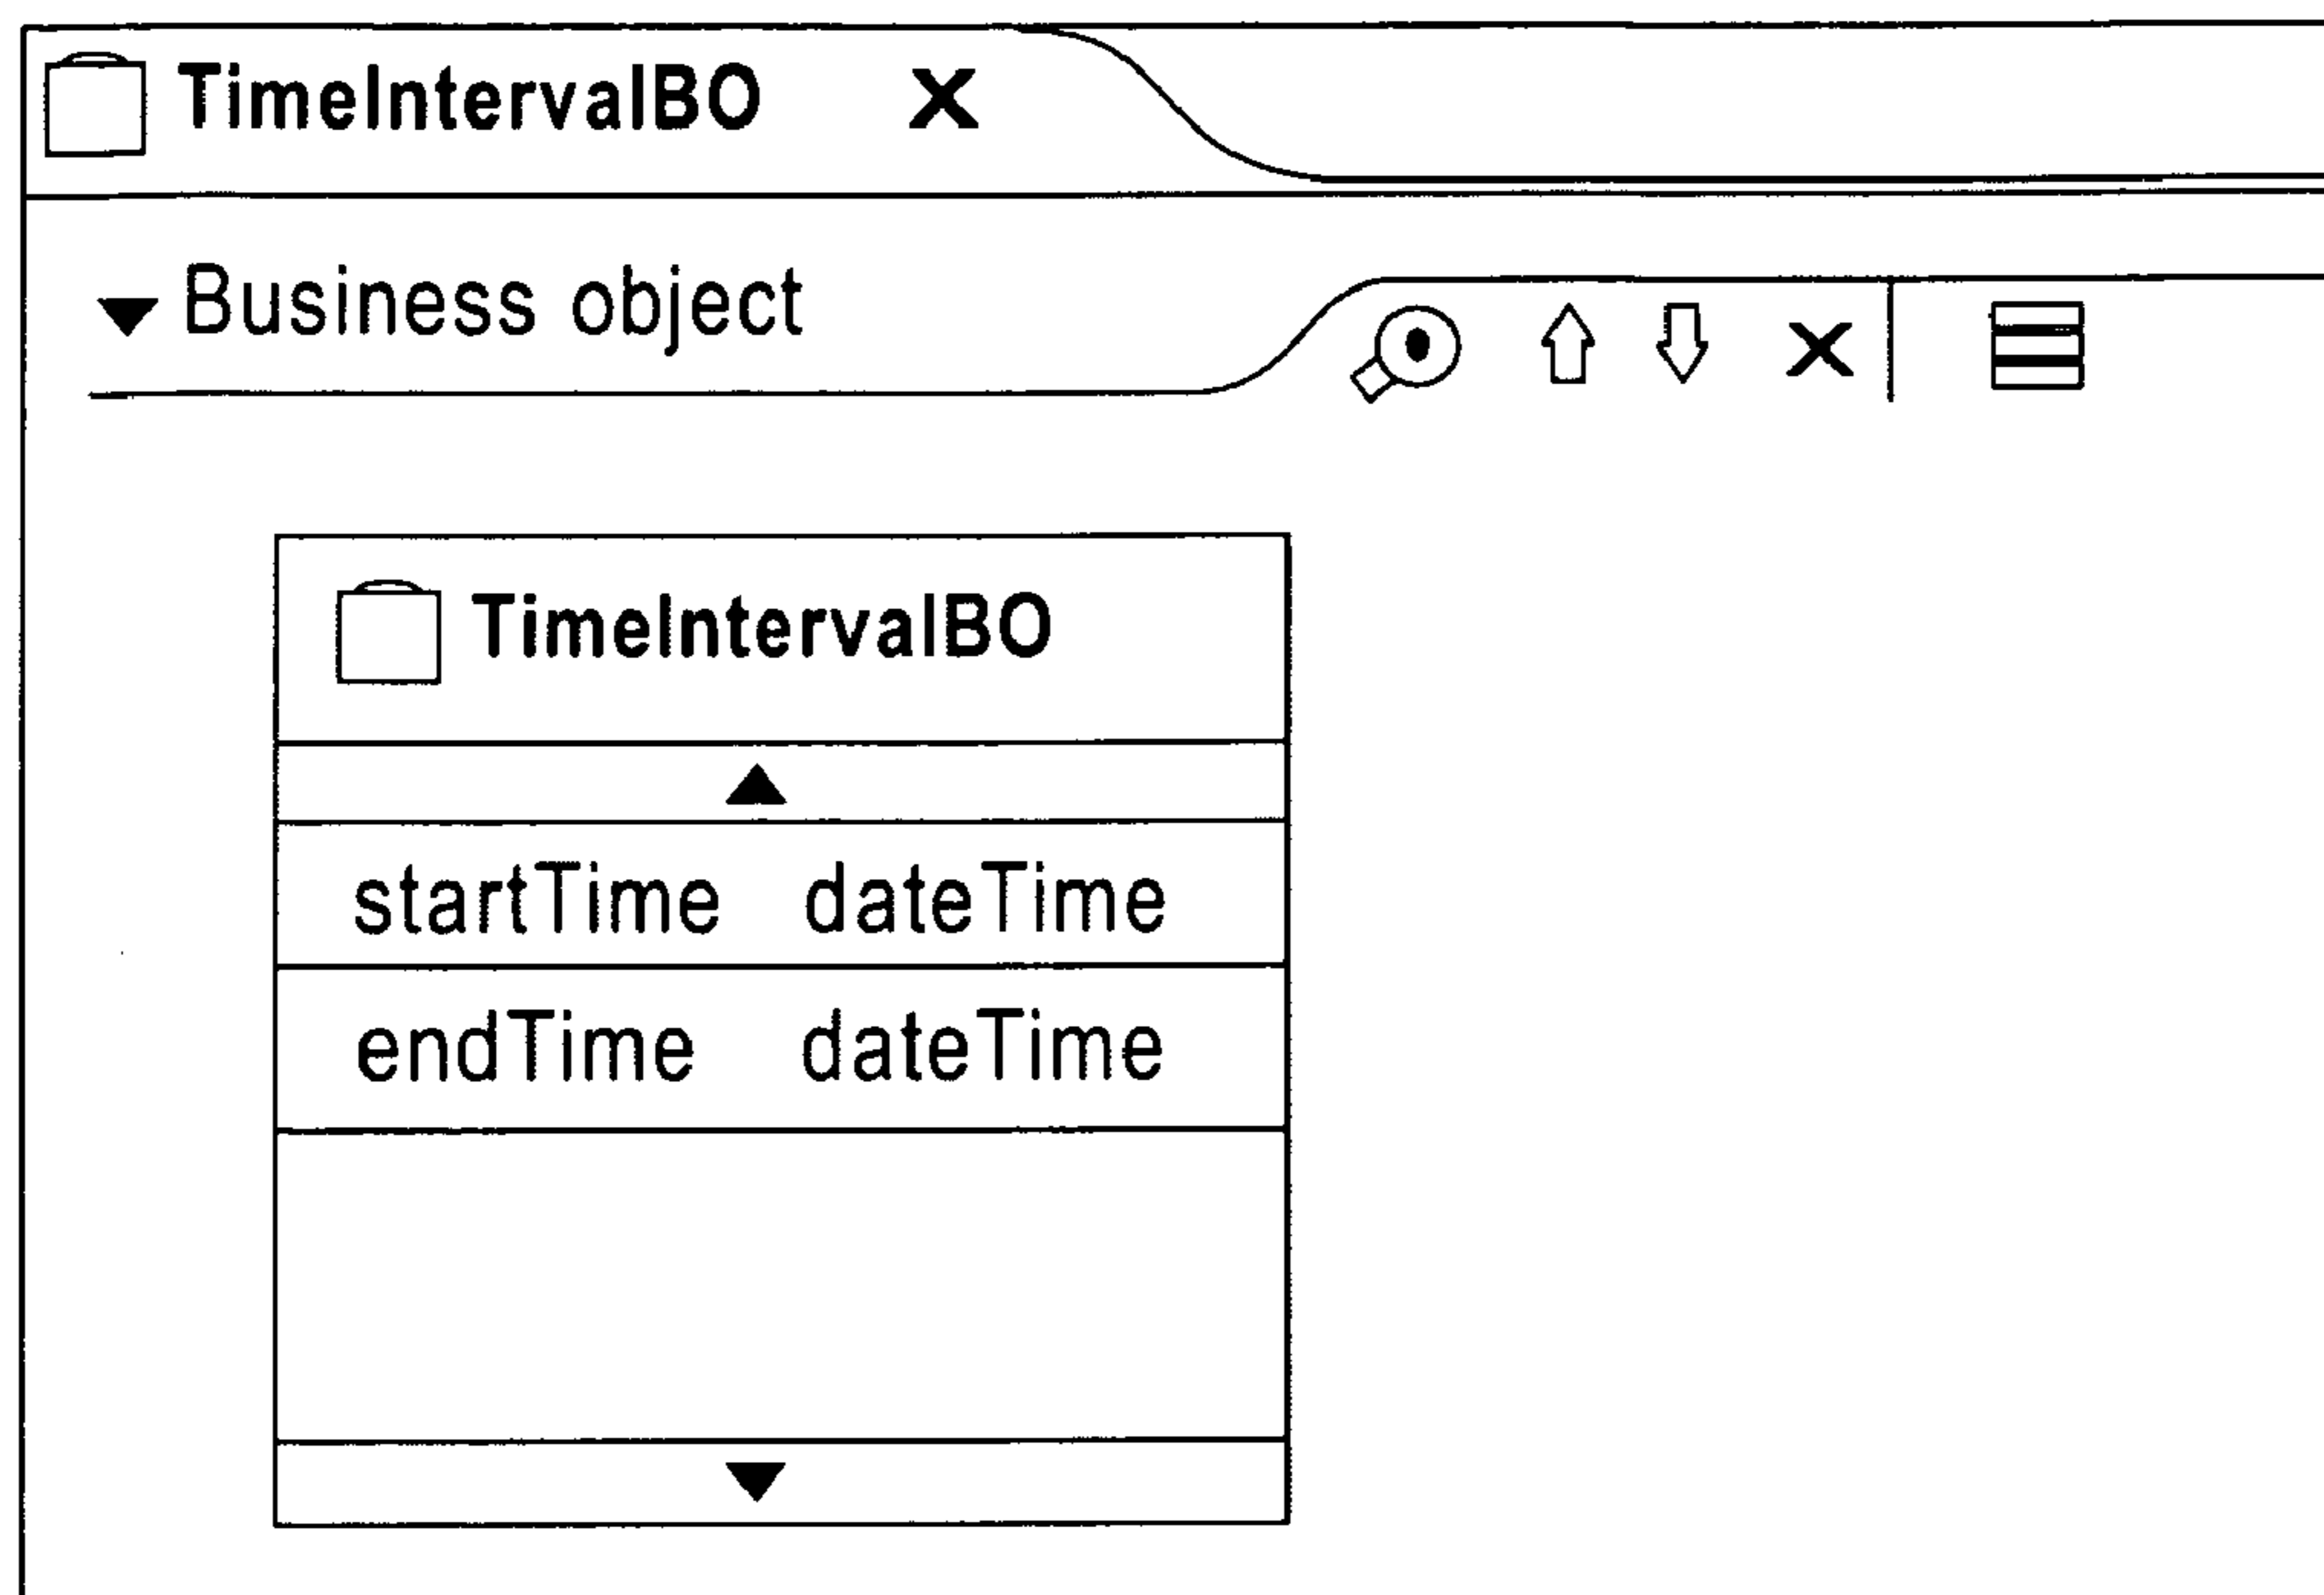 TimeIntervalBO
Business object
TimeIntervalBO
startTime dateTime
endTime dateTime